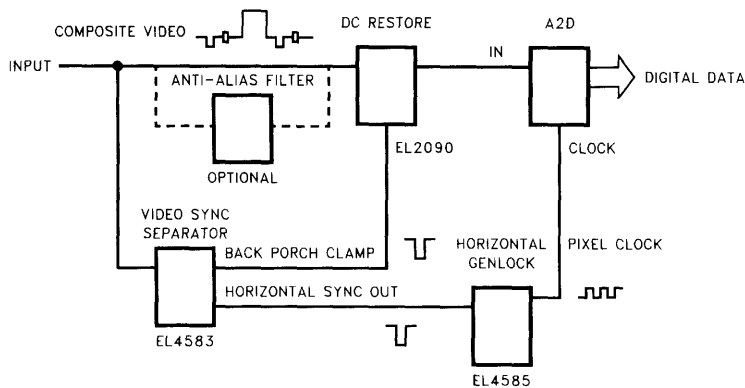 COMPOSITE VIDEO
DC RESTORE
A2D
INPUT
IN
ANTI-ALIAS FILTER
DIGITAL DATA
EL2090
CLOCK
OPTIONAL
VIDEO SYNC
SEPARATOR
BACK PORCH CLAMP
HORIZONTAL
GENLOCK
PIXEL CLOCK
HORIZONTAL SYNC OUT
EL4583
EL4585